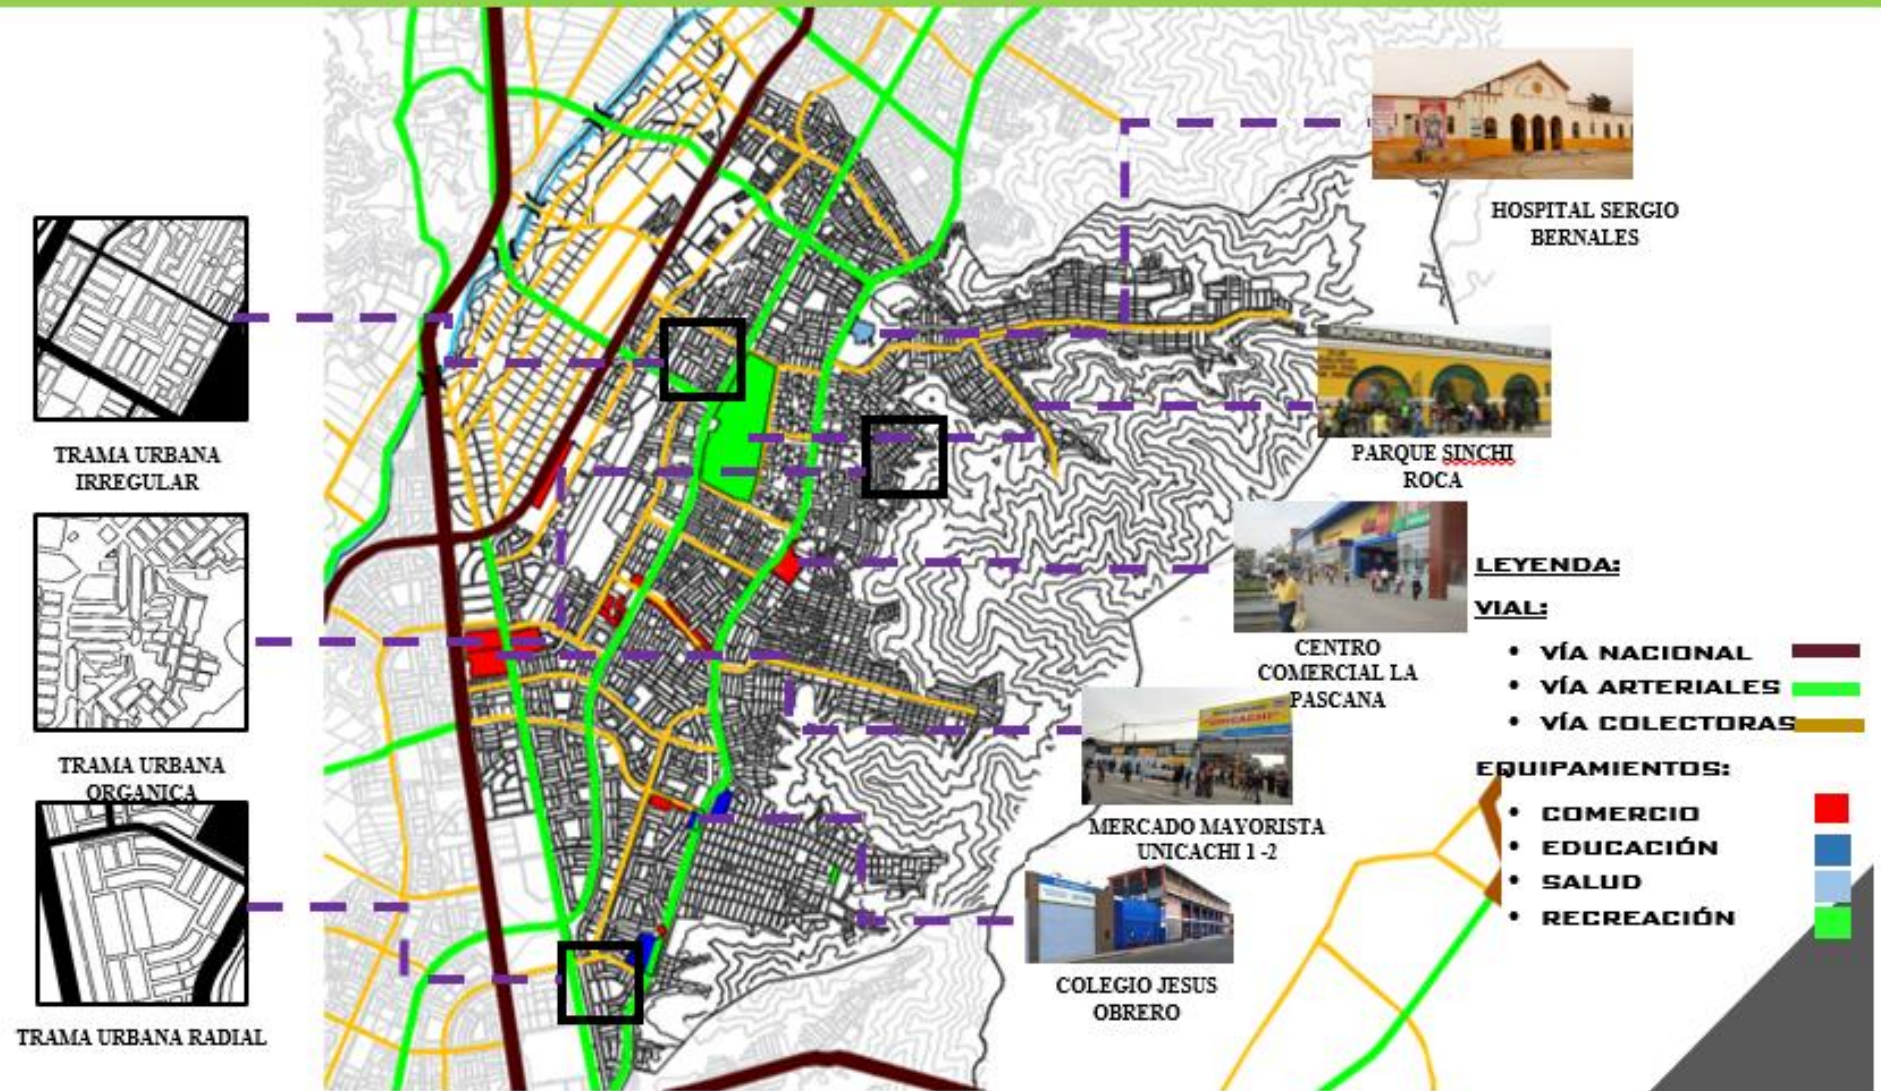 TRAMA URBANA
IRREGULAR
TRAMA URBANA
ORGANICA
TRAMA URBANA RADIAL
HOSPITAL SERGIO
BERNALES
PARQUE SINCHI
ROCA
CENTRO
COMERCIAL LA
PASCANA
MERCADO MAYORISTA
UNICACHI 1 -2
COLEGIO JESUS
OBRERO
LEYENDA:
VIAL:
• VÍA NACIONAL
• VÍA ARTERIALES
• VÍA COLECTORAS
EQUIPAMIENTOS:
• COMERCIO
• EDUCACIÓN
• SALUD
• RECREACIÓN
UNICACHI